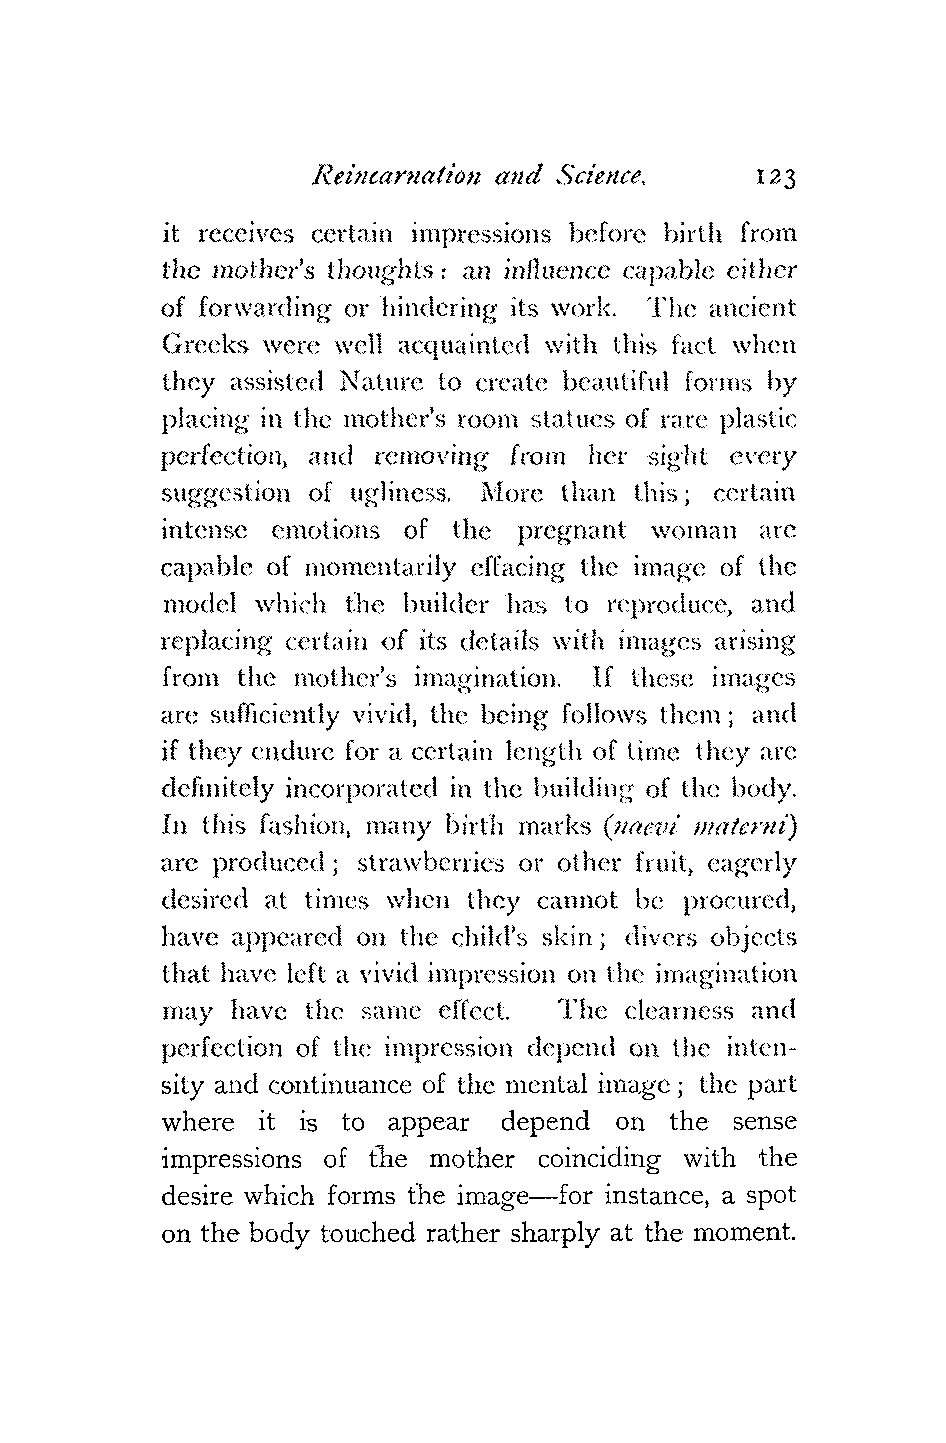 Reincarnation and Science. 123
it receives certain impressions before birth from
the mother's thoughts: an influence capable either
of forwarding or hindering its work. The ancient
Greeks were well acquainted with this fact when
they assisted Nature to create beautiful forms by
placing in the mother's room statues of rare plastic
perfection, and removing from her sight every
suggestion of ugliness. More than this; certain
intense emotions of the pregnant woman are
capable of momentarily effacing the image of the
model which the builder has to reproduce, and
replacing certain of its details with images arising
from the mother's imagination. If these images
are sufficiently vivid, the being follows them; and
if they endure for a certain length of time they are
definitely incorporated in the building of the body.
In this fashion, many birth marks (naevi materni)
are produced; strawberries or other fruit, eagerly
desired at times when they cannot be procured,
have appeared on the child's skin; divers objects
that have left a vivid impression on the imagination
may have the same effect. The clearness and
perfection of the impression depend on the inten-
sity and continuance of the mental image; the part
where it is to appear depend on the sense
impressions of the mother coinciding with the
desire which forms the image—for instance, a spot
on the body touched rather sharply at the moment.